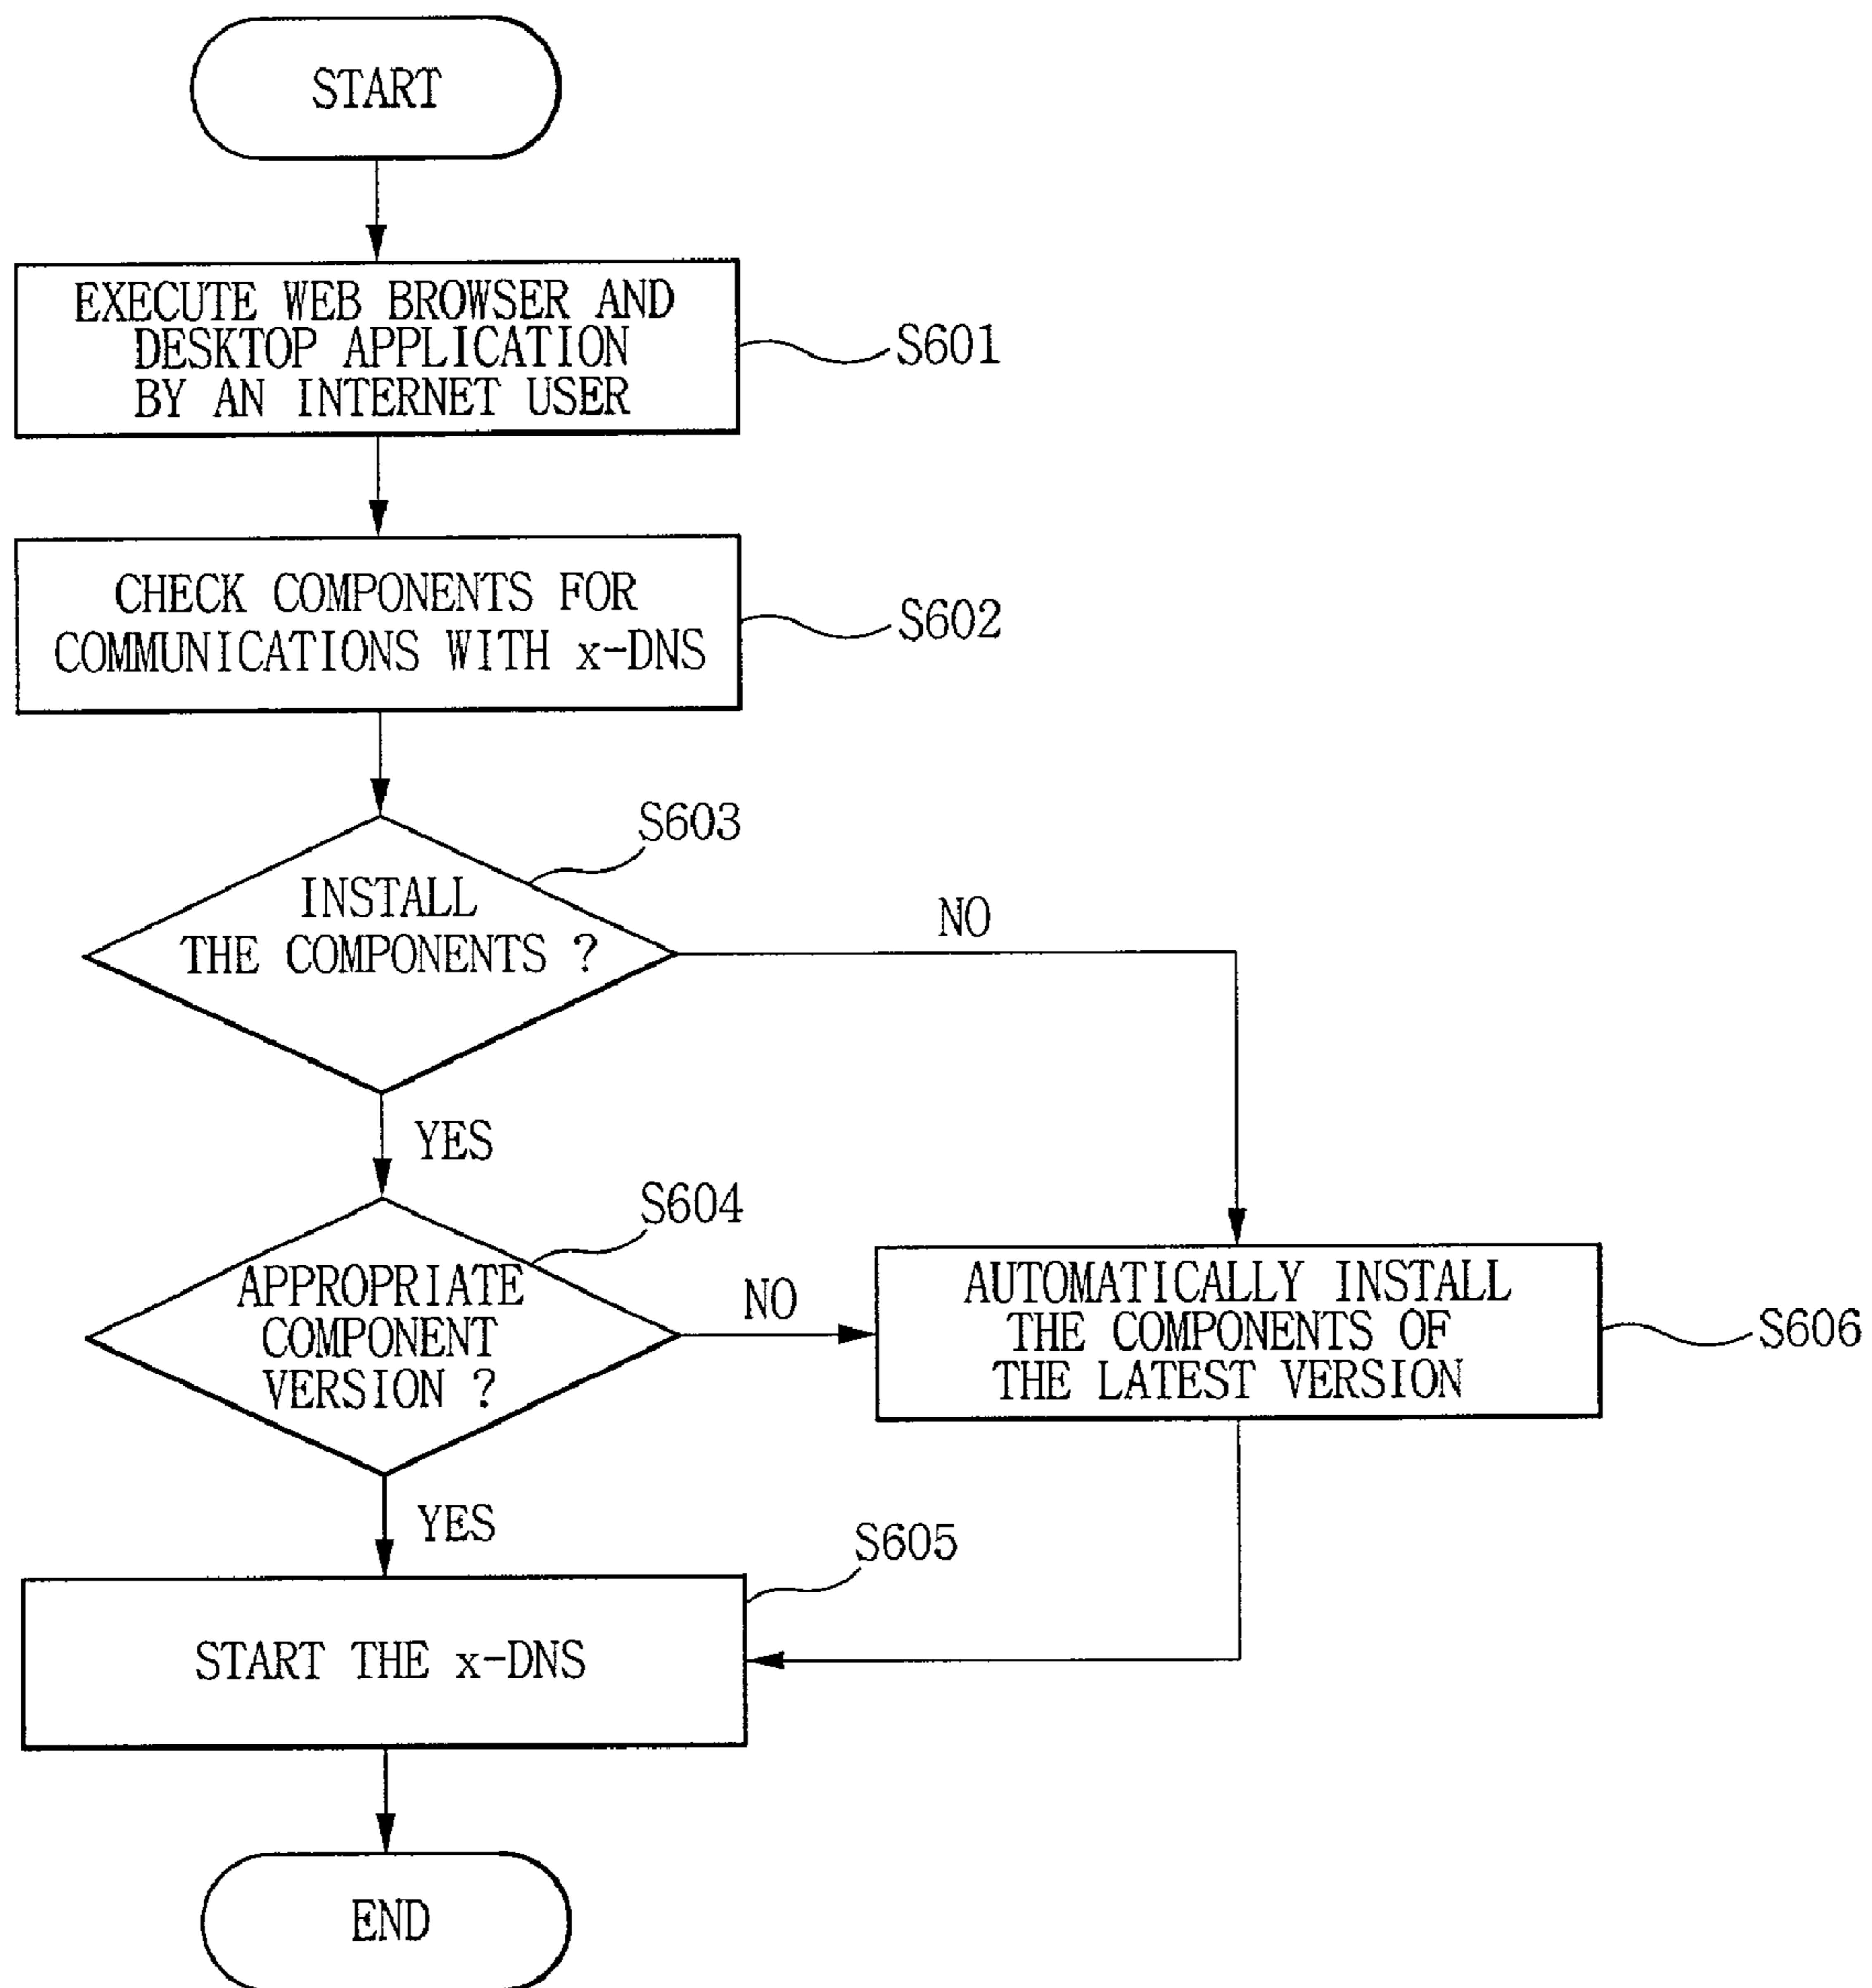 START
EXECUTE WEB BROWSER AND
DESKTOP APPLICATION
BY AN INTERNET USER
S601
CHECK COMPONENTS FOR
COMMUNICATIONS WITH x-DNS
S602
S603
INSTALL
THE COMPONENTS ?
NO
YES
S604
APPROPRIATE
COMPONENT
VERSION ?
NO
AUTOMATICALLY INSTALL
THE COMPONENTS OF
THE LATEST VERSION
S606
YES
S605
START THE x-DNS
END